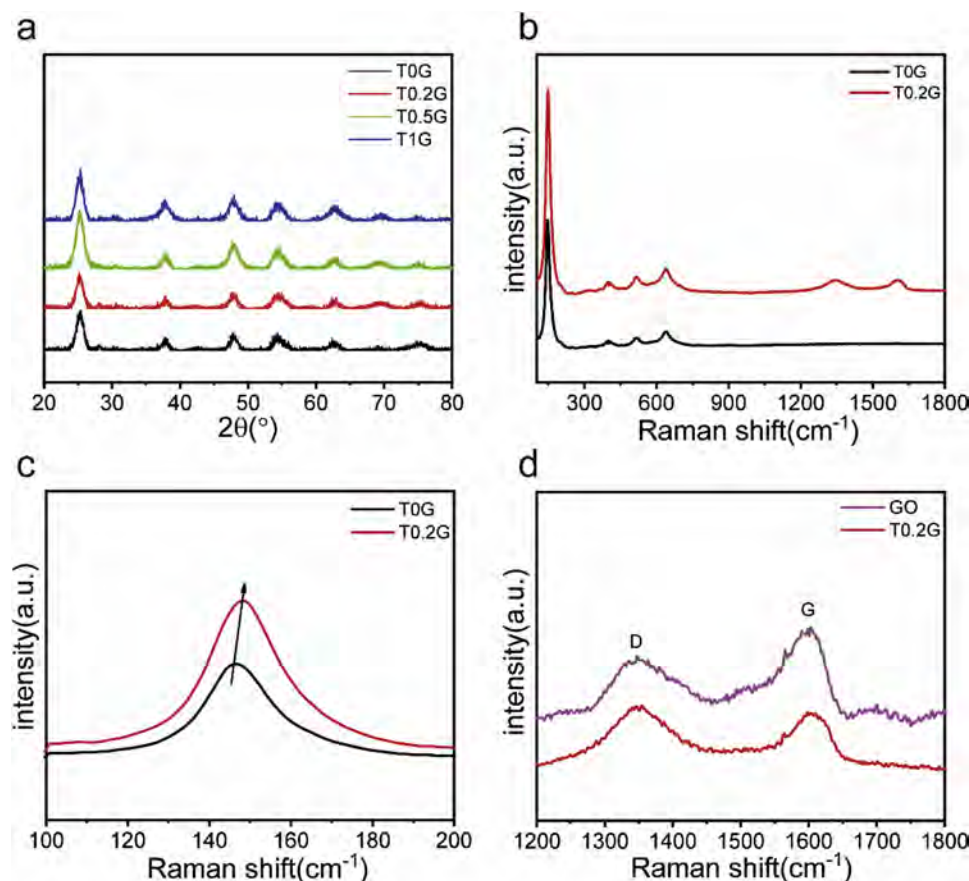 a
T0G
T0.2G
T0.5G
T1G
20 30 40 50 60 70 80
2θ(°)
b
T0G
T0.2G
intensity(a.u.)
300 600 900 1200 1500 1800
Raman shift(cm⁻¹)
c
T0G
T0.2G
intensity(a.u.)
100 120 140 160 180 200
Raman shift(cm⁻¹)
d
GO
T0.2G
D
G
intensity(a.u.)
1200 1300 1400 1500 1600 1700 1800
Raman shift(cm⁻¹)